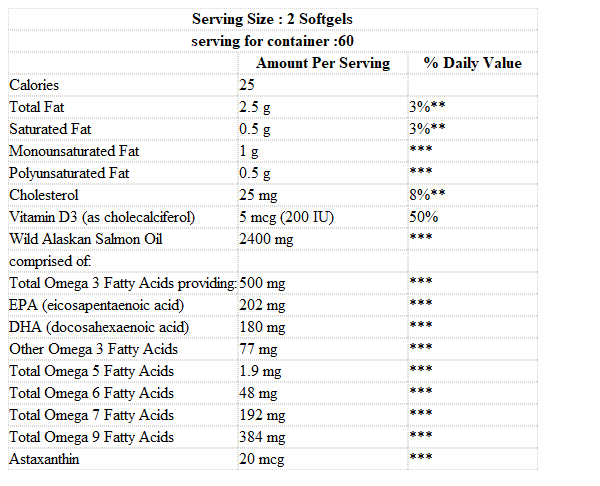 Serving Size : 2 Softgels
serving for container :60
Amount Per Serving % Daily Value
Calories 25
Total Fat 2.5 g 3%**
Saturated Fat 0.5 g 3%**
Monounsaturated Fat 1 g ***
Polyunsaturated Fat 0.5 g ***
Cholesterol 25 mg 8%**
Vitamin D3 (as cholecalciferol) 5 mcg (200 IU) 50%
Wild Alaskan Salmon Oil 2400 mg ***
comprised of:
Total Omega 3 Fatty Acids providing: 500 mg ***
EPA (eicosapentaenoic acid) 202 mg ***
DHA (docosahexaenoic acid) 180 mg ***
Other Omega 3 Fatty Acids 77 mg ***
Total Omega 5 Fatty Acids 1.9 mg ***
Total Omega 6 Fatty Acids 48 mg ***
Total Omega 7 Fatty Acids 192 mg ***
Total Omega 9 Fatty Acids 384 mg ***
Astaxanthin 20 mcg ***